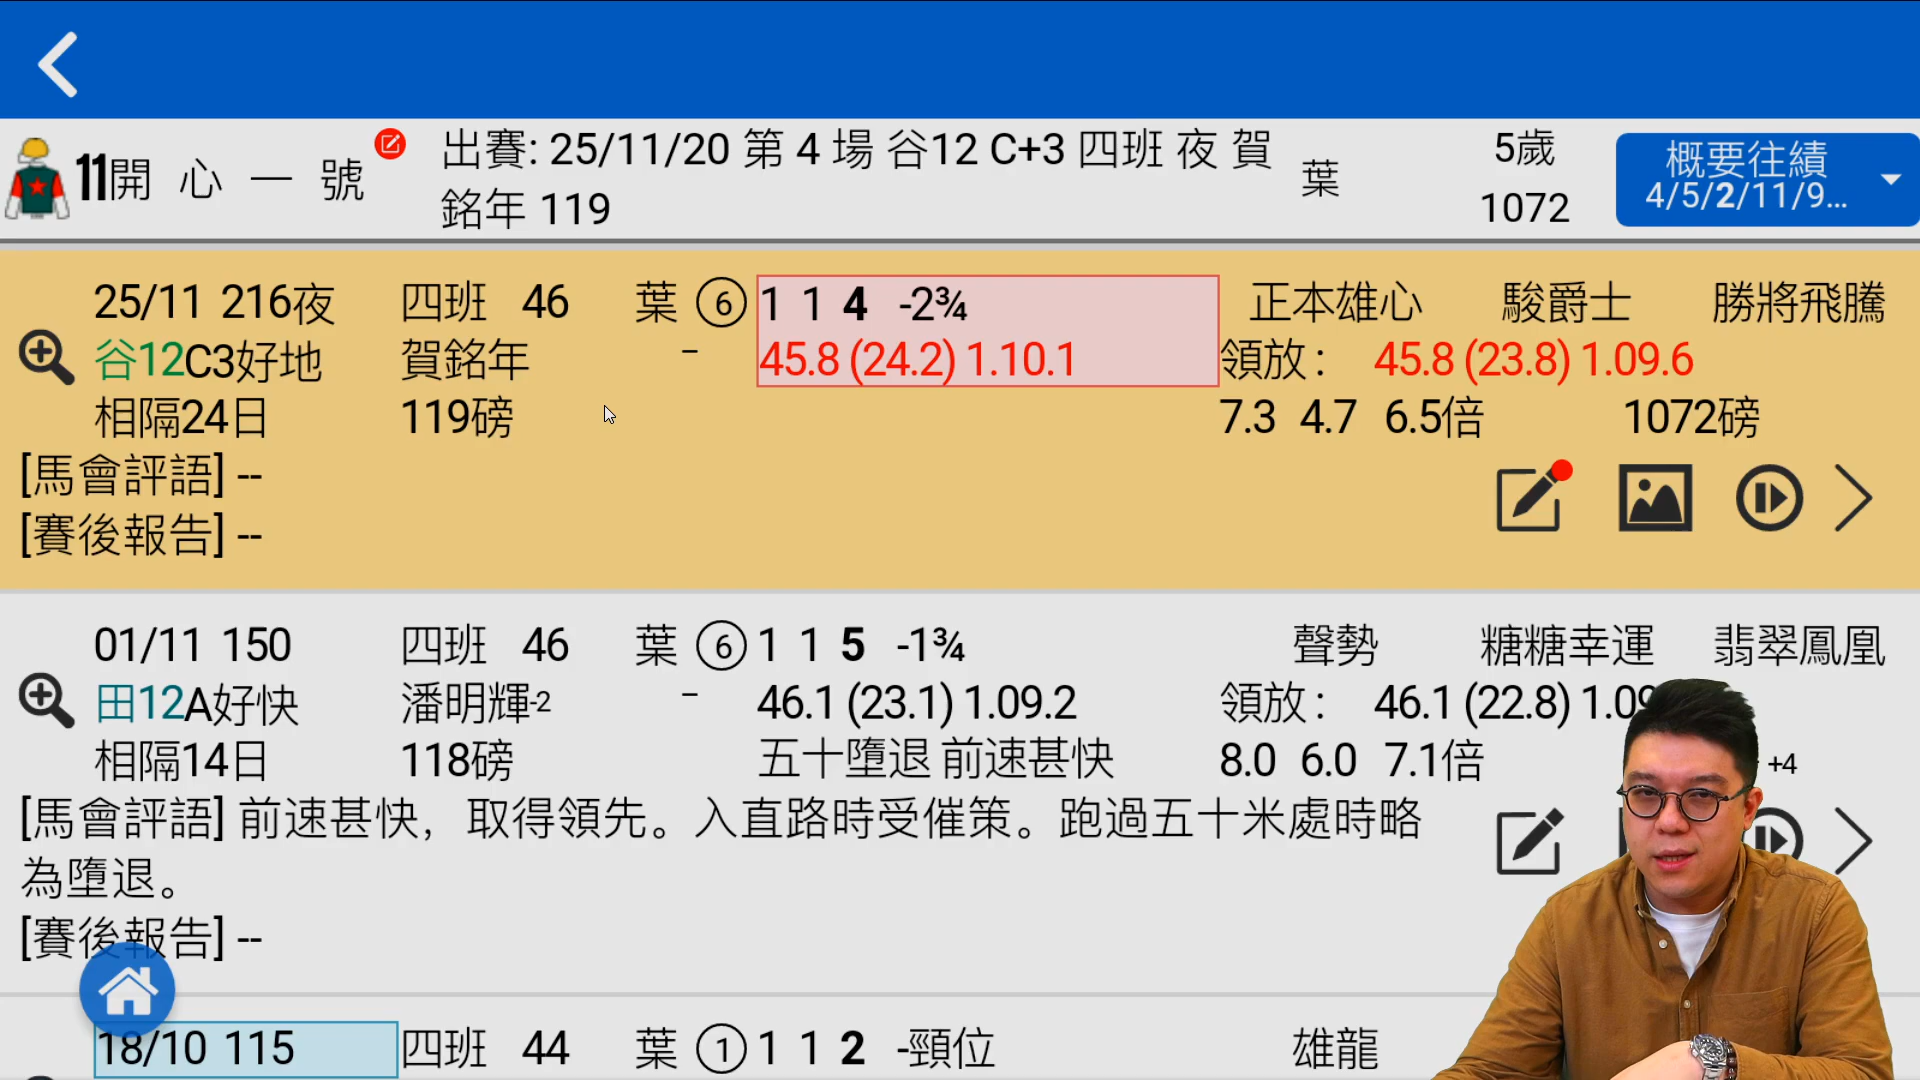 11開心一號
出賽: 25/11/20 第 4 場 谷12 C+3 四班 夜 賀
銘年 119
葉
5歲
1072
概要往績
4/5/2/11/9...
25/11 216夜 四班 46 葉 ⑥ 1 1 4 -2¾ 正本雄心 駿爵士 勝將飛騰
谷12C3好地 賀銘年 – 45.8 (24.2) 1.10.1 領放: 45.8 (23.8) 1.09.6
相隔24日 119磅 7.3 4.7 6.5倍 1072磅
[馬會評語] --
[賽後報告] --
01/11 150 四班 46 葉 ⑥ 1 1 5 -1¾ 聲勢 糖糖幸運 翡翠鳳凰
田12A好快 潘明輝-2 – 46.1 (23.1) 1.09.2 領放: 46.1 (22.8)
相隔14日 118磅 五十墮退 前速甚快 8.0 6.0 7.1倍 +4
[馬會評語] 前速甚快，取得領先。入直路時受催策。跑過五十米處時略
為墮退。
[賽後報告] --
18/10 115 四班 44 葉 ① 1 1 2 -頸位 雄龍